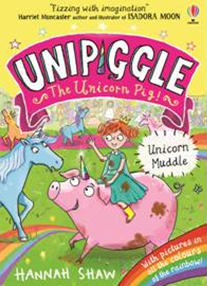 "Fizzing with imagination"
Harriet Muncaster author and illustrator of ISADORA MOON
UNIPIGGLE
The Unicorn Pig!
Unicorn
Muddle
With pictures in
all the colours
of the rainbow!
HANNAH SHAW